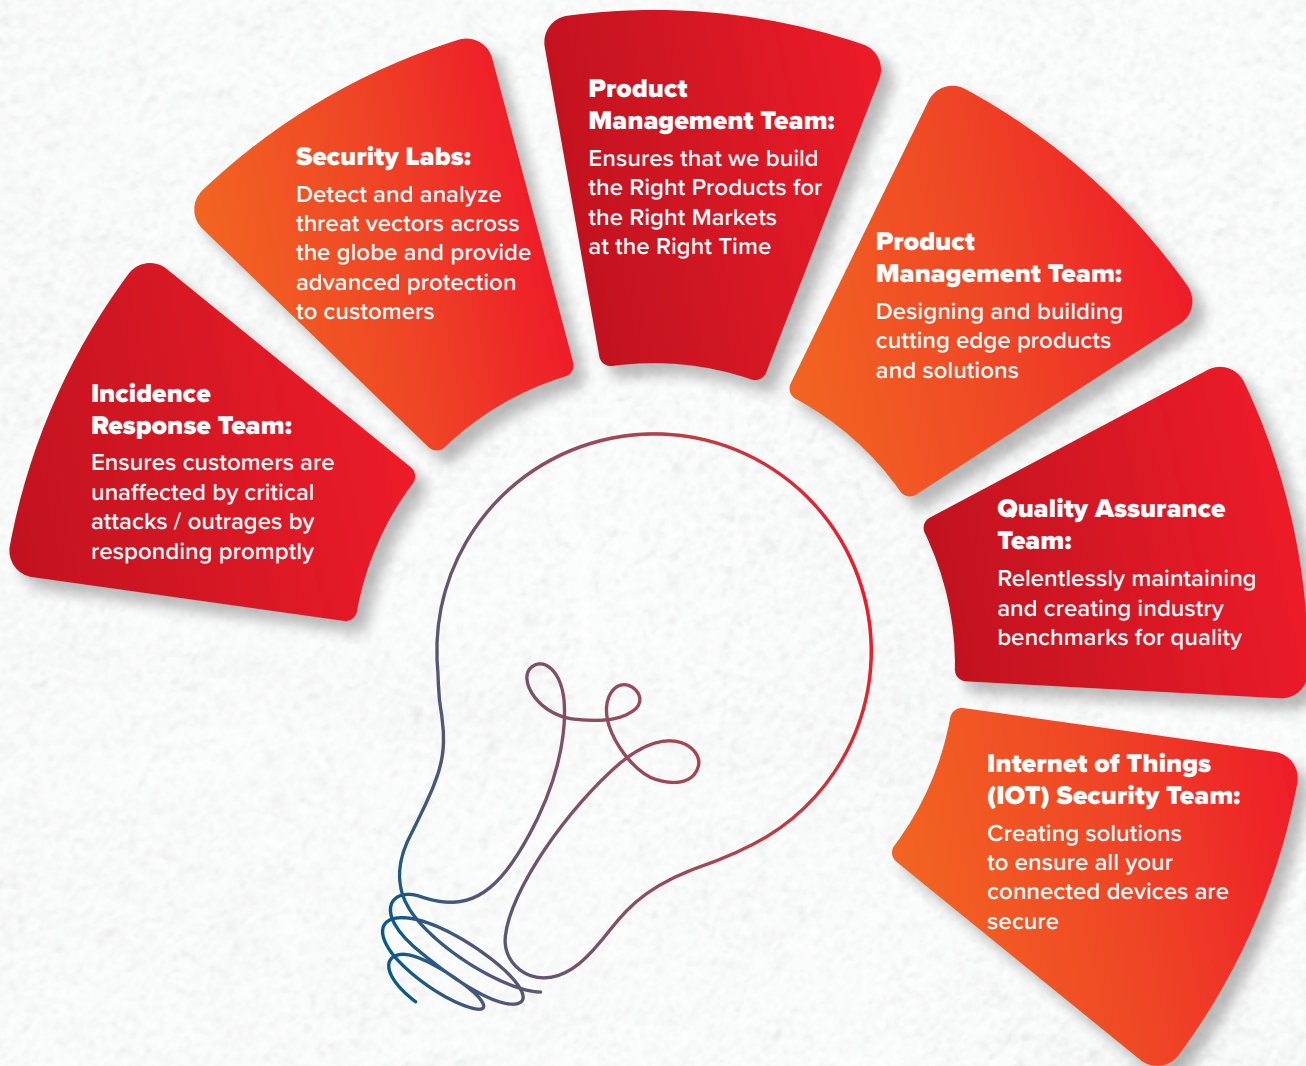 Incidence
Response Team:
Ensures customers are
unaffected by critical
attacks / outrages by
responding promptly
Security Labs:
Detect and analyze
threat vectors across
the globe and provide
advanced protection
to customers
Product
Management Team:
Ensures that we build
the Right Products for
the Right Markets
at the Right Time
Product
Management Team:
Designing and building
cutting edge products
and solutions
Quality Assurance
Team:
Relentlessly maintaining
and creating industry
benchmarks for quality
Internet of Things
(IOT) Security Team:
Creating solutions
to ensure all your
connected devices are
secure